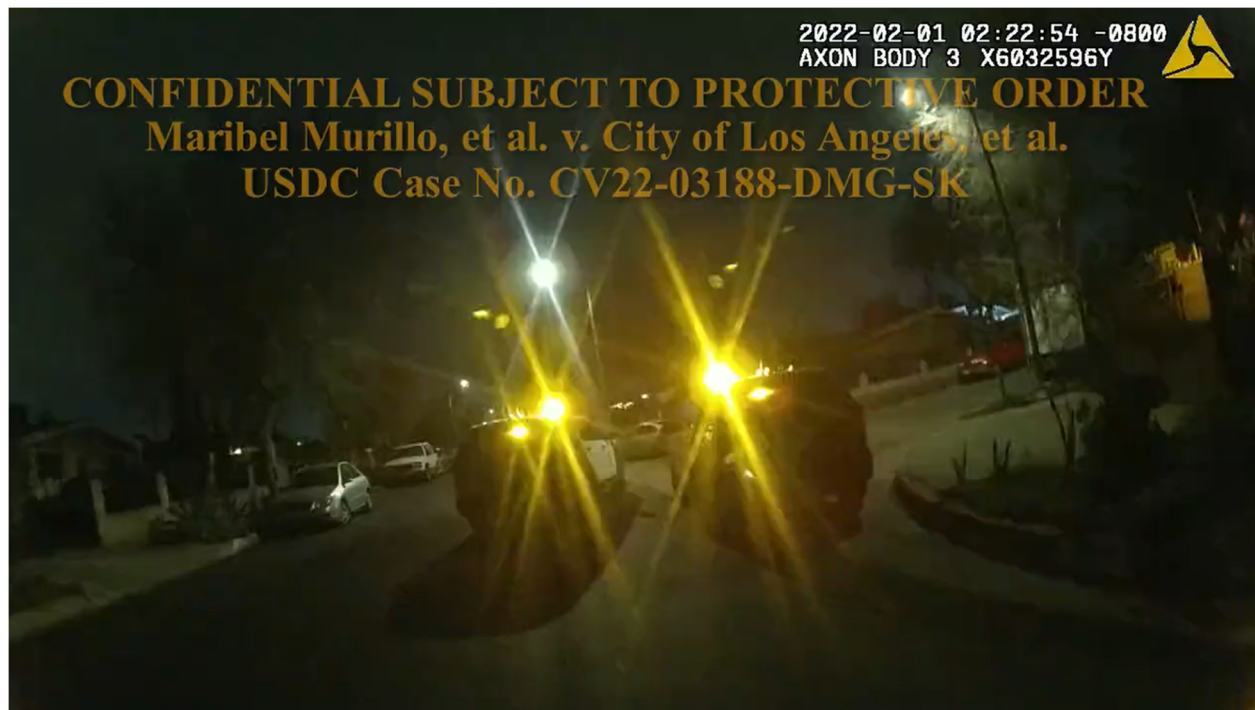 2022-02-01 02:22:54 -0800
AXON BODY 3 X6032596Y
CONFIDENTIAL SUBJECT TO PROTECTIVE ORDER
Maribel Murillo, et al. v. City of Los Angeles, et al.
USDC Case No. CV22-03188-DMG-SK